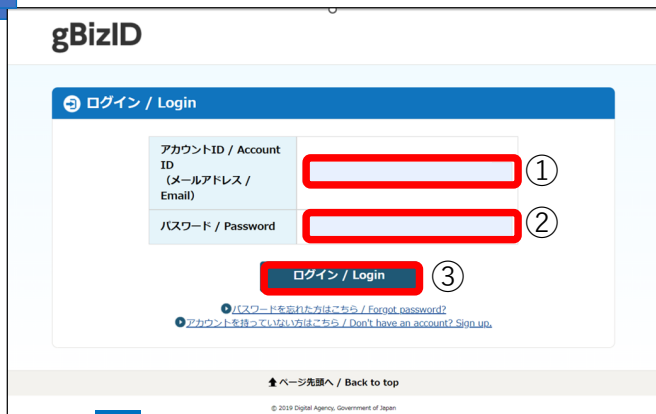 gBizID
ログイン / Login
アカウントID / Account
ID
（メールアドレス /
Email）
①
パスワード / Password
②
ログイン / Login
③
パスワードを忘れた方はこちら / Forgot password?
アカウントを持っていない方はこちら / Don't have an account? Sign up.
ページ先頭へ / Back to top
© 2019 Digital Agency, Government of Japan